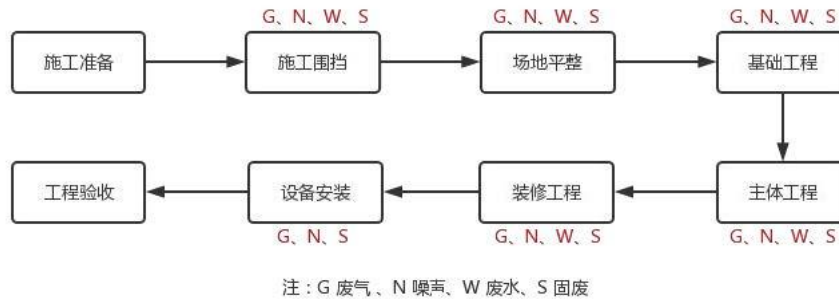 G、N、W、S
G、N、W、S
G、N、W、S
施工准备
施工围挡
场地平整
基础工程
工程验收
设备安装
装修工程
主体工程
G、N、S
G、N、W、S
G、N、W、S
注：G 废气 、N 噪声、W 废水、S 固废